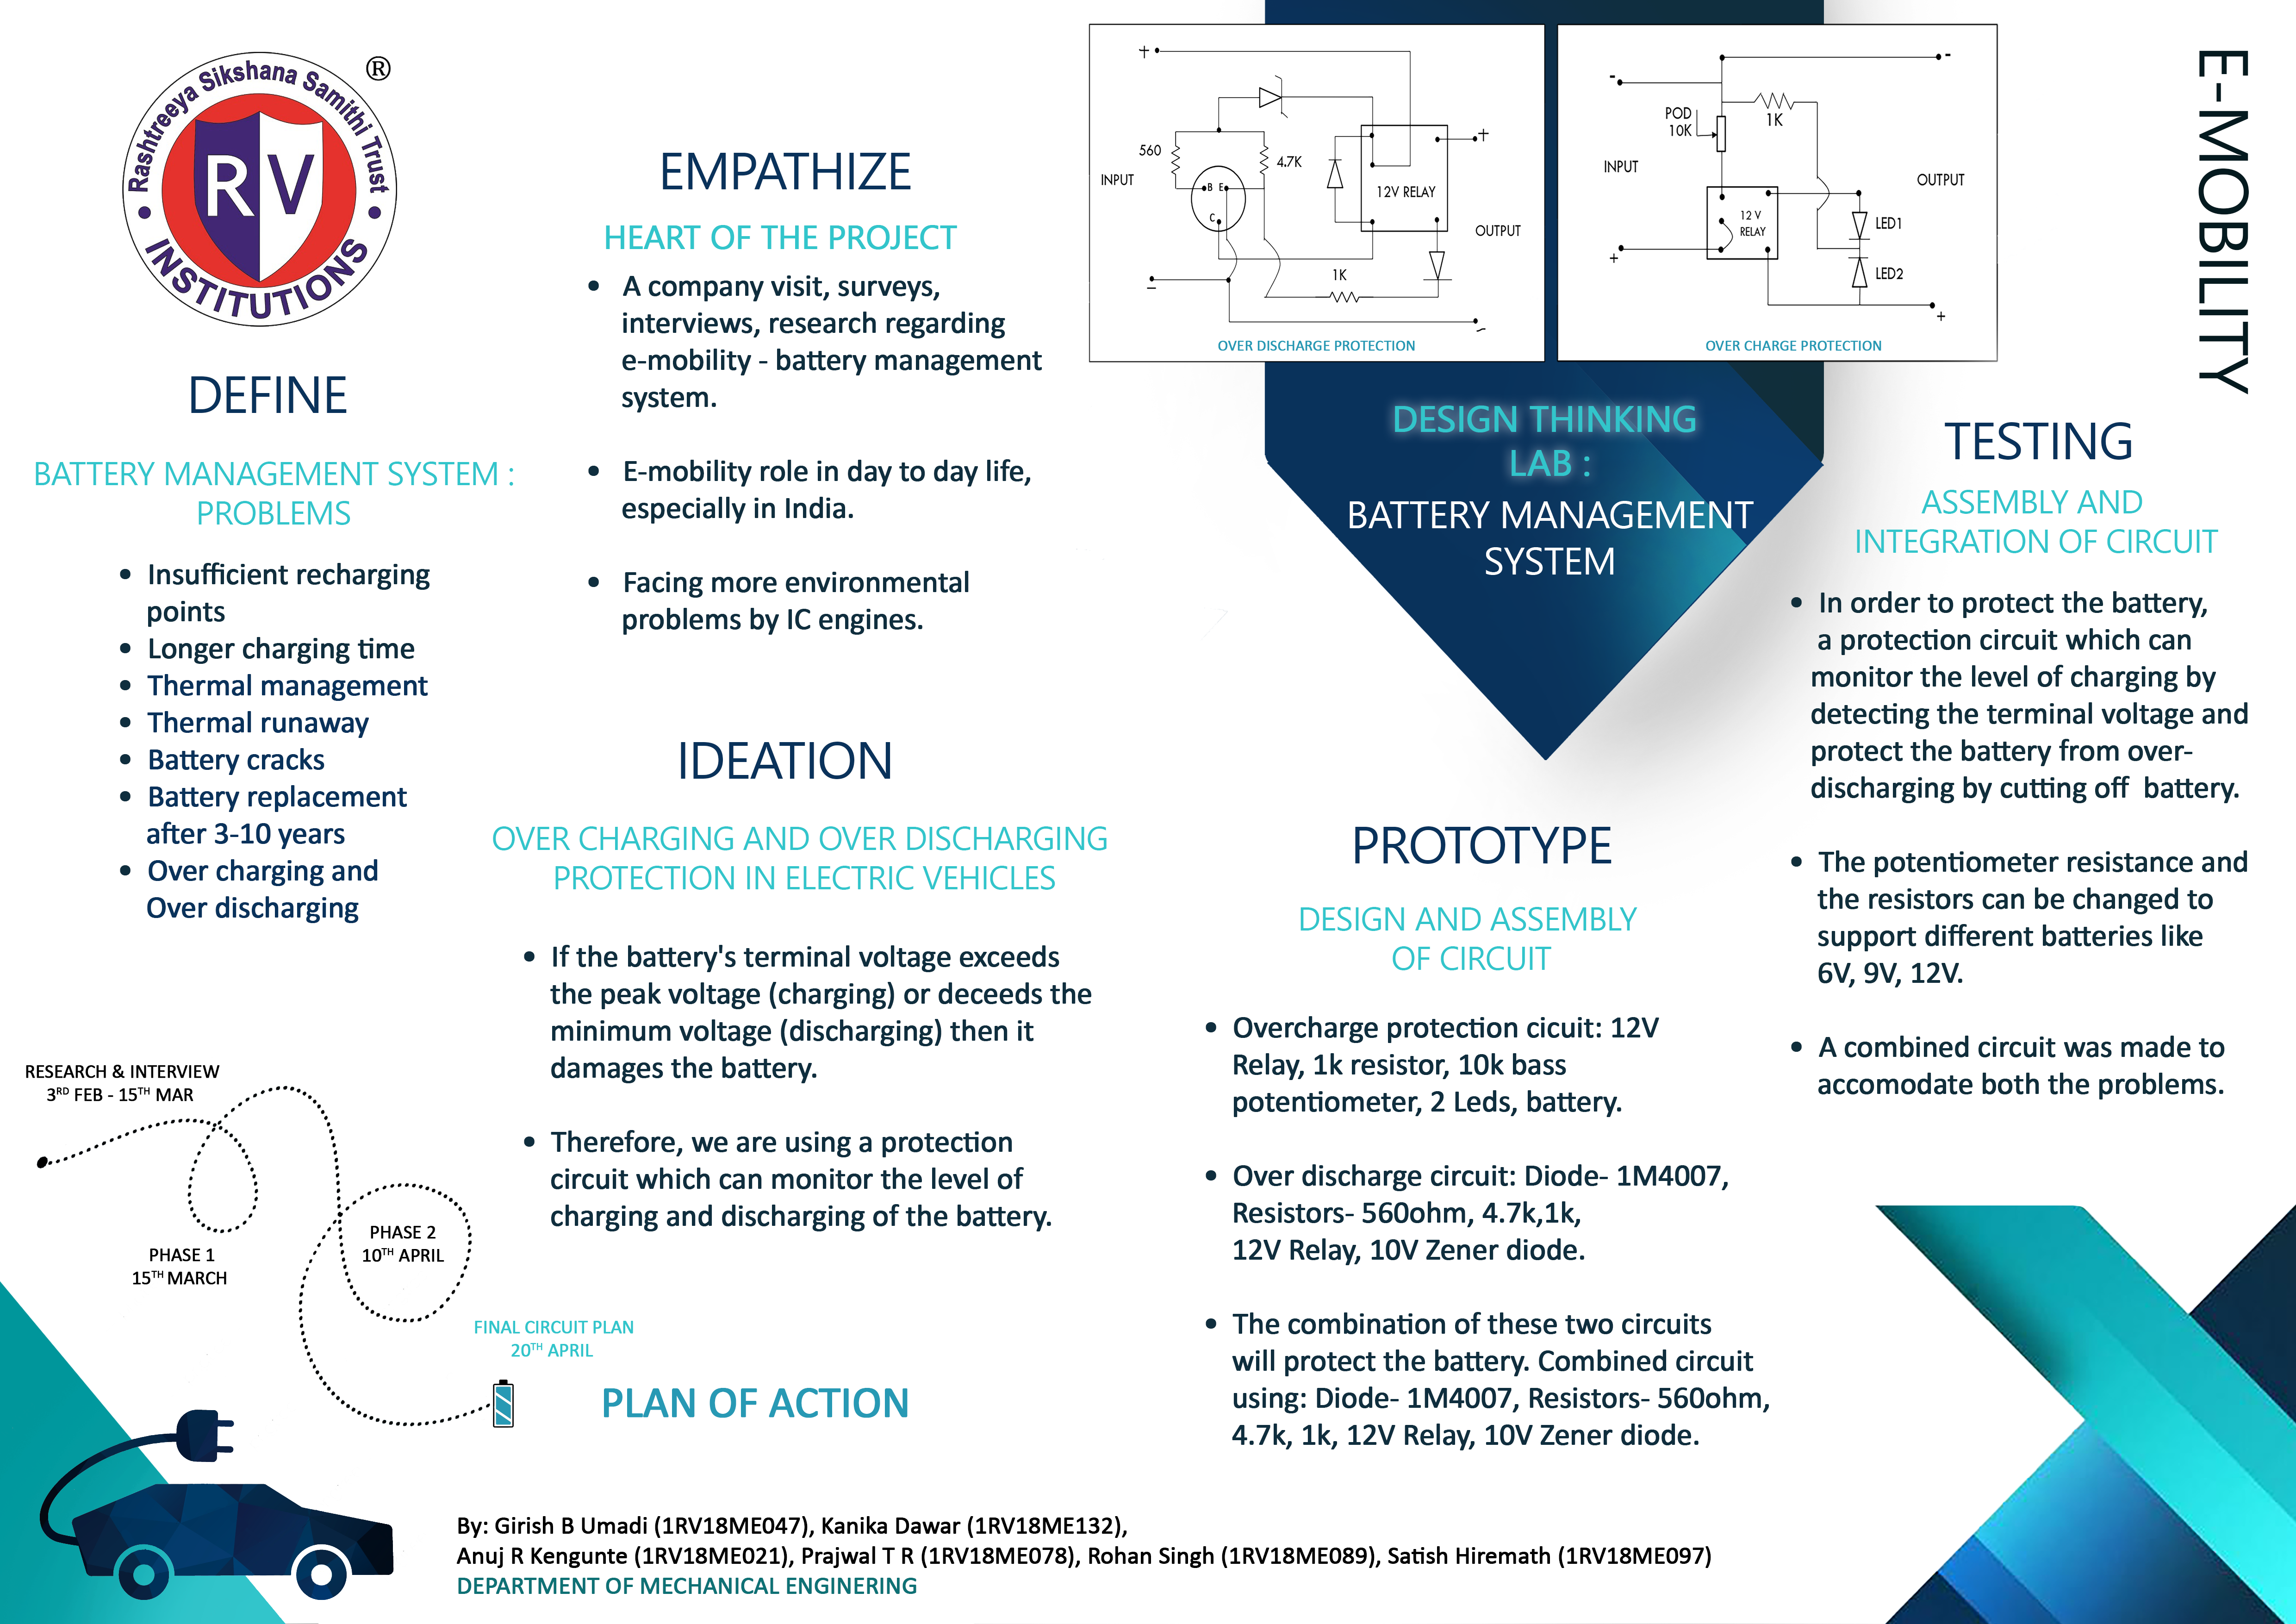 Rashtreeya Sikshana Samithi Trust
®
R V
INSTITUTIONS
DEFINE
BATTERY MANAGEMENT SYSTEM :
PROBLEMS
• Insufficient recharging
points
• Longer charging time
• Thermal management
• Thermal runaway
• Battery cracks
• Battery replacement
after 3-10 years
• Over charging and
Over discharging
EMPATHIZE
HEART OF THE PROJECT
• A company visit, surveys,
interviews, research regarding
e-mobility - battery management
system.
• E-mobility role in day to day life,
especially in India.
• Facing more environmental
problems by IC engines.
IDEATION
OVER CHARGING AND OVER DISCHARGING
PROTECTION IN ELECTRIC VEHICLES
• If the battery's terminal voltage exceeds
the peak voltage (charging) or deceeds the
minimum voltage (discharging) then it
damages the battery.
• Therefore, we are using a protection
circuit which can monitor the level of
charging and discharging of the battery.
RESEARCH & INTERVIEW
3RD FEB - 15TH MAR
PHASE 1
15TH MARCH
PHASE 2
10TH APRIL
FINAL CIRCUIT PLAN
20TH APRIL
PLAN OF ACTION
+
560
4.7K
INPUT
B E
C
12V RELAY
+
OUTPUT
1K
–
-
OVER DISCHARGE PROTECTION
-
-
POD
10K
1K
INPUT
OUTPUT
12 V
RELAY
LED1
LED2
+
+
OVER CHARGE PROTECTION
E-MOBILITY
DESIGN THINKING
LAB :
BATTERY MANAGEMENT
SYSTEM
PROTOTYPE
DESIGN AND ASSEMBLY
OF CIRCUIT
• Overcharge protection cicuit: 12V
Relay, 1k resistor, 10k bass
potentiometer, 2 Leds, battery.
• Over discharge circuit: Diode- 1M4007,
Resistors- 560ohm, 4.7k,1k,
12V Relay, 10V Zener diode.
• The combination of these two circuits
will protect the battery. Combined circuit
using: Diode- 1M4007, Resistors- 560ohm,
4.7k, 1k, 12V Relay, 10V Zener diode.
TESTING
ASSEMBLY AND
INTEGRATION OF CIRCUIT
• In order to protect the battery,
a protection circuit which can
monitor the level of charging by
detecting the terminal voltage and
protect the battery from over-
discharging by cutting off battery.
• The potentiometer resistance and
the resistors can be changed to
support different batteries like
6V, 9V, 12V.
• A combined circuit was made to
accomodate both the problems.
By: Girish B Umadi (1RV18ME047), Kanika Dawar (1RV18ME132),
Anuj R Kengunte (1RV18ME021), Prajwal T R (1RV18ME078), Rohan Singh (1RV18ME089), Satish Hiremath (1RV18ME097)
DEPARTMENT OF MECHANICAL ENGINERING